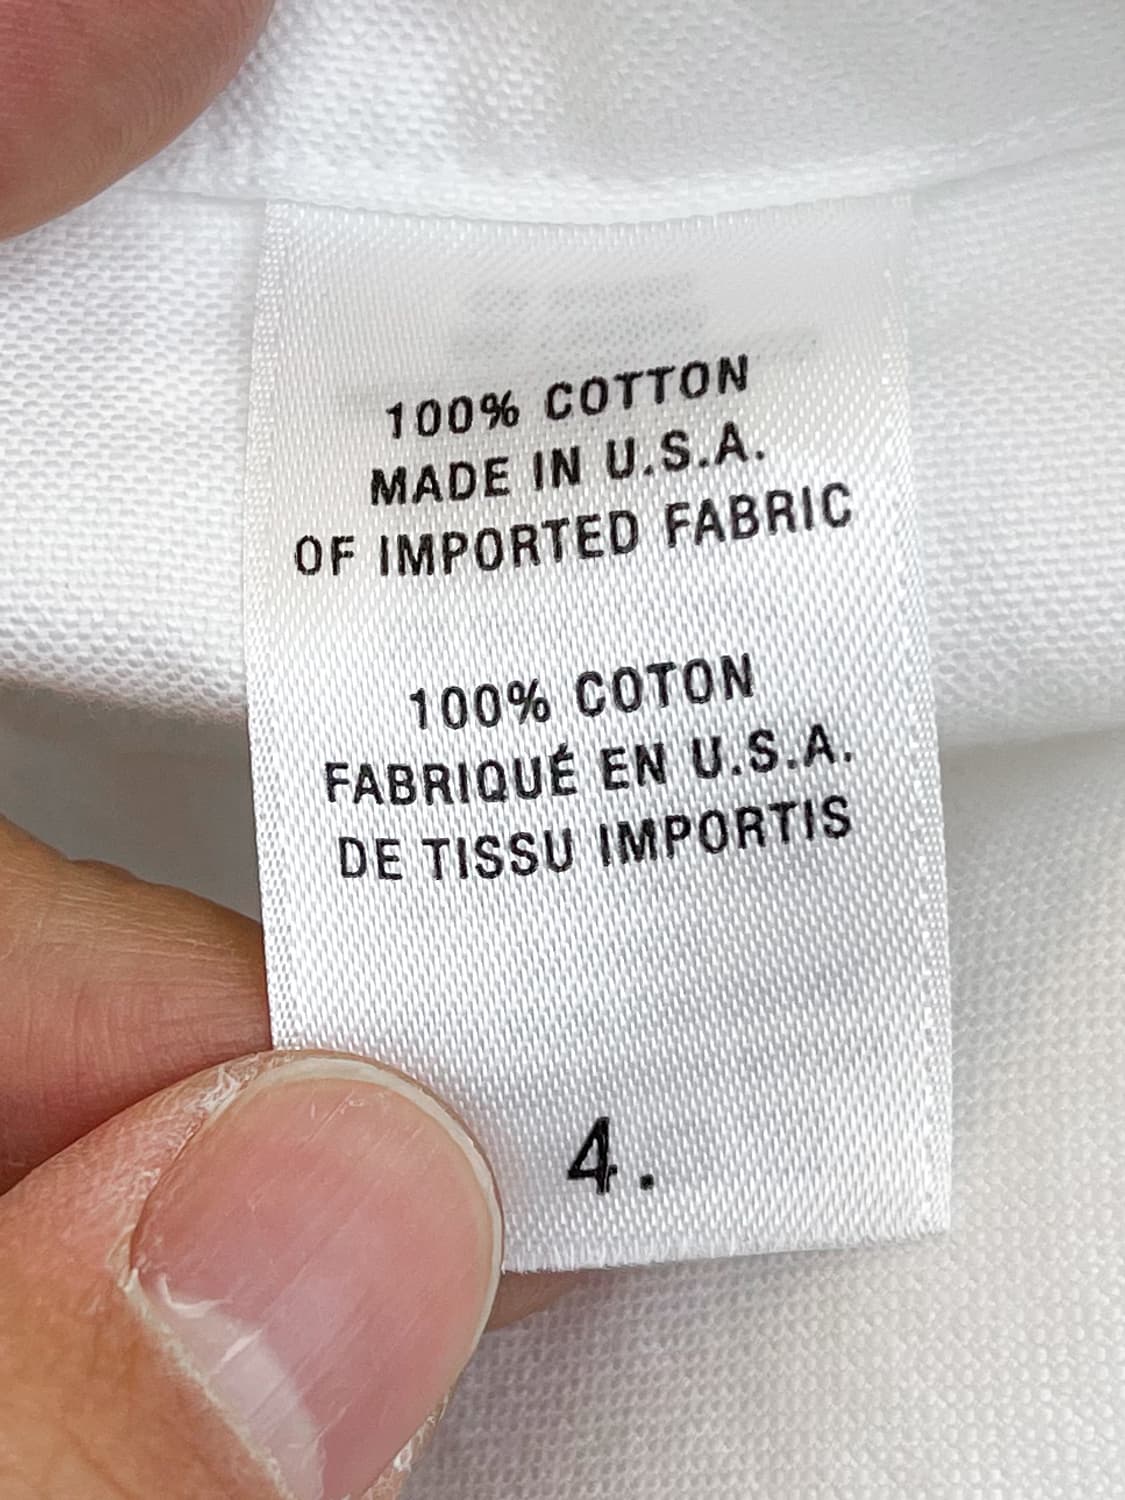 100% COTTON
MADE IN U.S.A.
OF IMPORTED FABRIC
100% COTON
FABRIQUÉ EN U.S.A.
DE TISSU IMPORTIS
4.